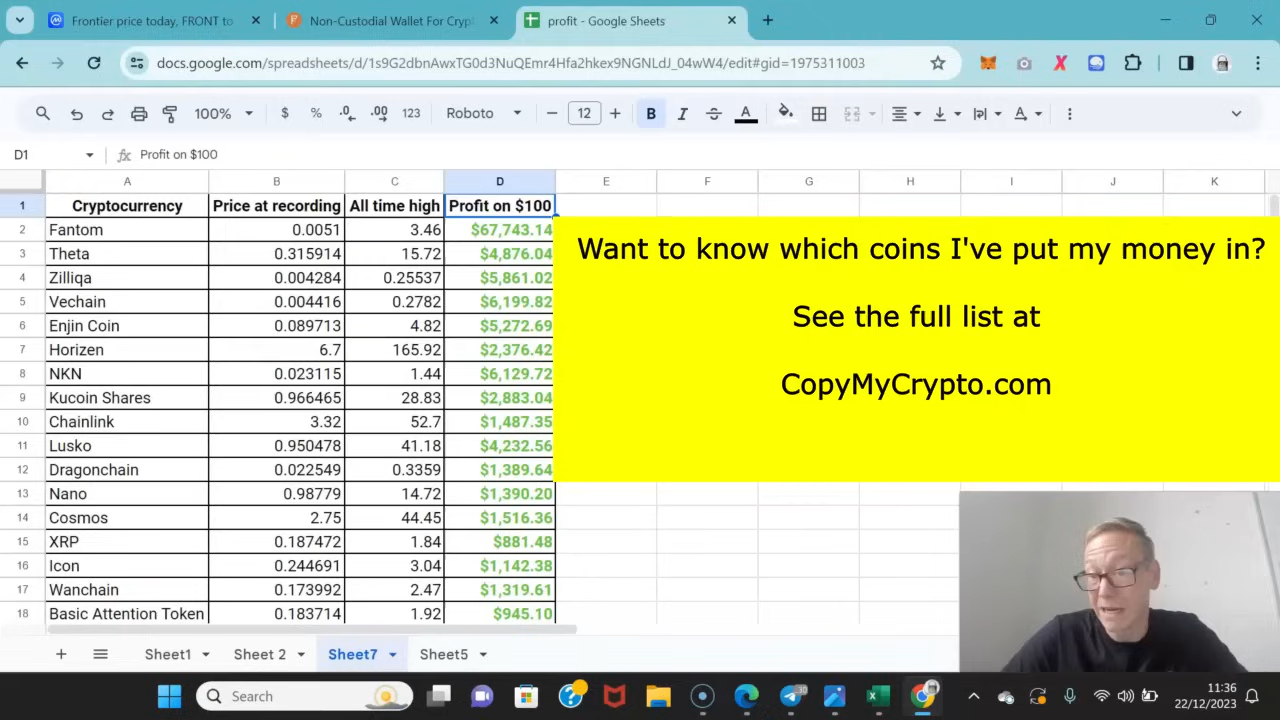 Frontier price today, FRONT to
Non-Custodial Wallet For Cryp
profit - Google Sheets
docs.google.com/spreadsheets/d/1s9G2dbnAwxTG0d3NuQEmr4Hfa2hkex9NGNLdJ_04wW4/edit#gid=1975311003
100% $ % .0 .00 123 Roboto 12 B I S A
D1 fx Profit on $100
A B C D E F G H I J K
1 Cryptocurrency Price at recording All time high Profit on $100
2 Fantom 0.0051 3.46 $67,743.14
3 Theta 0.315914 15.72 $4,876.04
4 Zilliqa 0.004284 0.25537 $5,861.02
5 Vechain 0.004416 0.2782 $6,199.82
6 Enjin Coin 0.089713 4.82 $5,272.69
7 Horizen 6.7 165.92 $2,376.42
8 NKN 0.023115 1.44 $6,129.72
9 Kucoin Shares 0.966465 28.83 $2,883.04
10 Chainlink 3.32 52.7 $1,487.35
11 Lusko 0.950478 41.18 $4,232.56
12 Dragonchain 0.022549 0.3359 $1,389.64
13 Nano 0.98779 14.72 $1,390.20
14 Cosmos 2.75 44.45 $1,516.36
15 XRP 0.187472 1.84 $881.48
16 Icon 0.244691 3.04 $1,142.38
17 Wanchain 0.173992 2.47 $1,319.61
18 Basic Attention Token 0.183714 1.92 $945.10
Want to know which coins I've put my money in?
See the full list at
CopyMyCrypto.com
Sheet1 Sheet 2 Sheet7 Sheet5
Search
11:36
22/12/2023